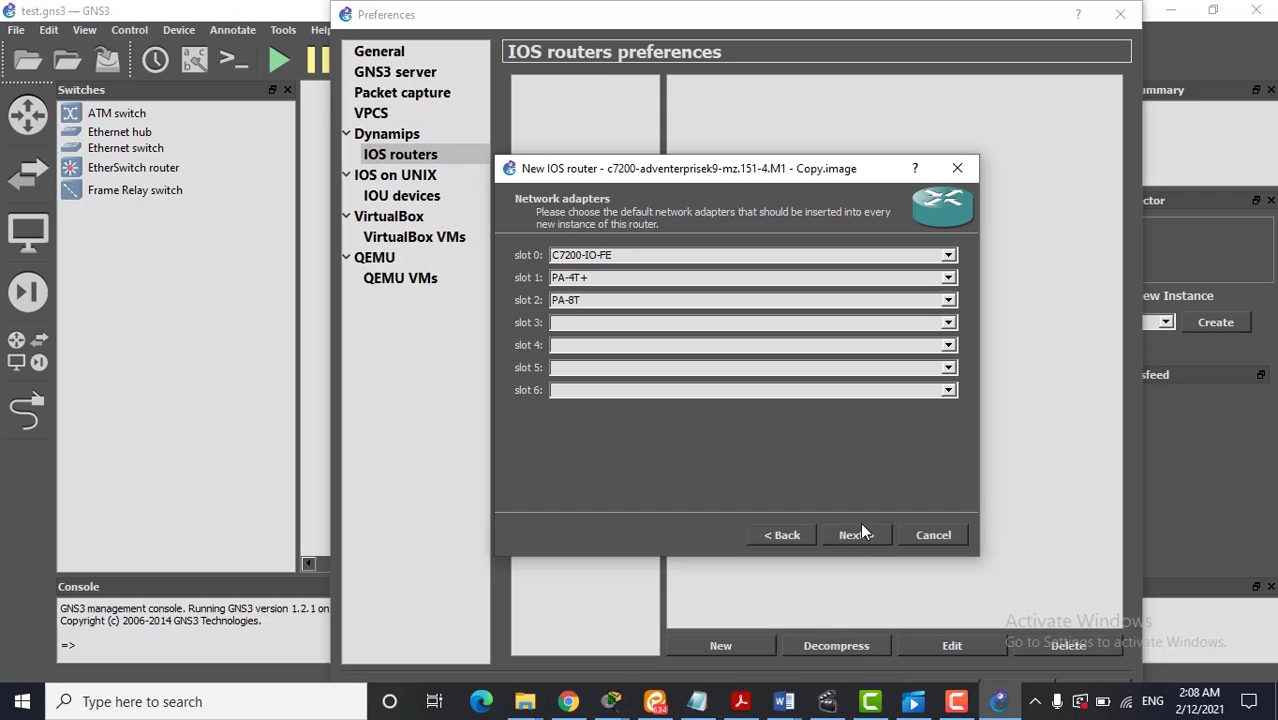 test.gns3 — GNS3
Preferences
File Edit View Control Device Annotate Tools
Switches
ATM switch
Ethernet hub
Ethernet switch
EtherSwitch router
Frame Relay switch
General
GNS3 server
Packet capture
VPCS
Dynamips
IOS routers
IOS on UNIX
IOU devices
VirtualBox
VirtualBox VMs
QEMU
QEMU VMs
IOS routers preferences
New IOS router - c7200-adventerprisek9-mz.151-4.M1 - Copy.image
Network adapters
Please choose the default network adapters that should be inserted into every
new instance of this router.
slot 0: C7200-IO-FE
slot 1: PA-4T+
slot 2: PA-8T
slot 3:
slot 4:
slot 5:
slot 6:
< Back Next > Cancel
Create
New Decompress Edit Delete
Console
GNS3 management console. Running GNS3 version 1.2.1 on
Copyright (c) 2006-2014 GNS3 Technologies.
=>
Activate Windows
Go to Settings to activate Windows.
Type here to search
634
ENG
2:08 AM
2/12/2021